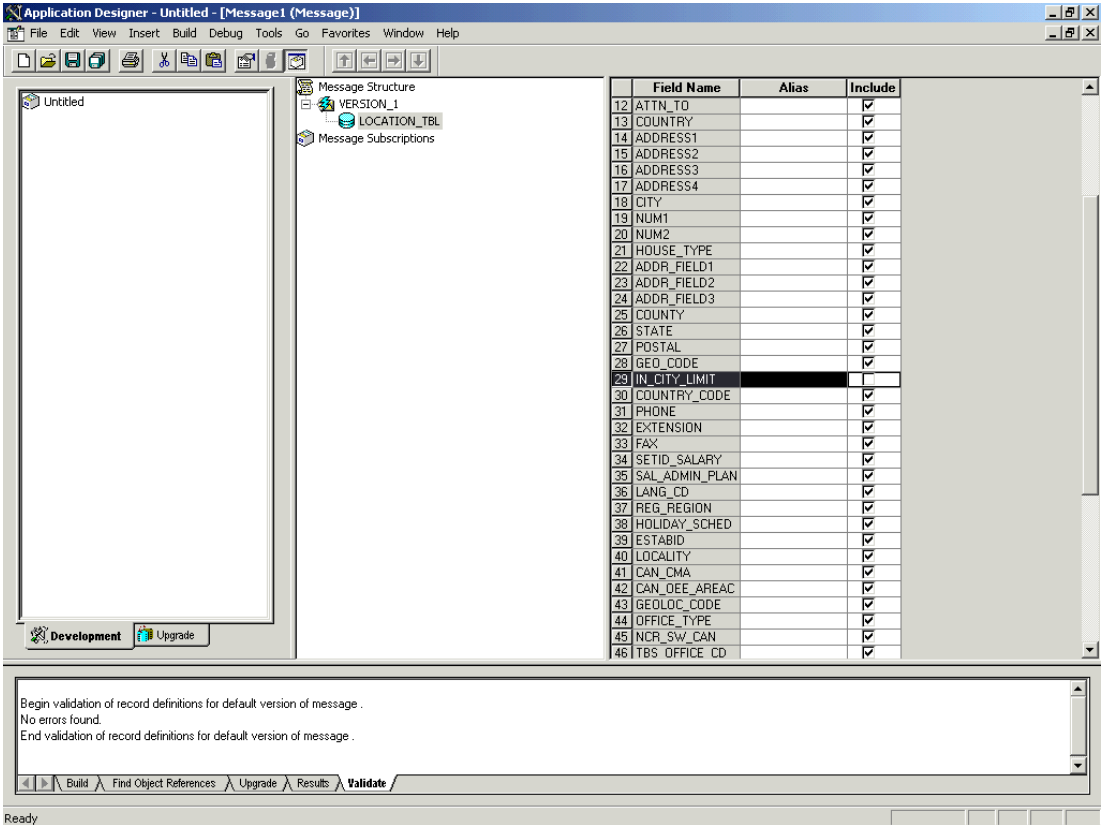 Application Designer - Untitled - [Message1 (Message)]
File Edit View Insert Build Debug Tools Go Favorites Window Help
Untitled
Development Upgrade
Message Structure
VERSION_1
LOCATION_TBL
Message Subscriptions
Field Name Alias Include
12 ATTN_TO
13 COUNTRY
14 ADDRESS1
15 ADDRESS2
16 ADDRESS3
17 ADDRESS4
18 CITY
19 NUM1
20 NUM2
21 HOUSE_TYPE
22 ADDR_FIELD1
23 ADDR_FIELD2
24 ADDR_FIELD3
25 COUNTY
26 STATE
27 POSTAL
28 GEO_CODE
29 IN_CITY_LIMIT
30 COUNTRY_CODE
31 PHONE
32 EXTENSION
33 FAX
34 SETID_SALARY
35 SAL_ADMIN_PLAN
36 LANG_CD
37 REG_REGION
38 HOLIDAY_SCHED
39 ESTABID
40 LOCALITY
41 CAN_CMA
42 CAN_OEE_AREAC
43 GEOLOC_CODE
44 OFFICE_TYPE
45 NCR_SW_CAN
46 TBS_OFFICE_CD
Begin validation of record definitions for default version of message .
No errors found.
End validation of record definitions for default version of message .
Build Find Object References Upgrade Results Validate
Ready